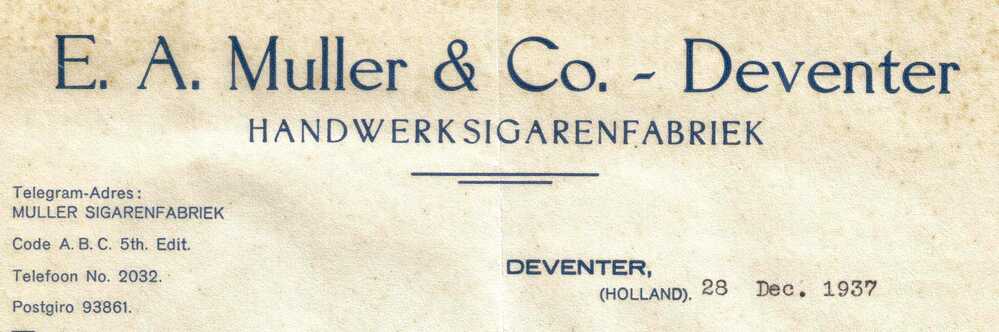 E. A. Muller & Co. - Deventer
HANDWERKSIGARENFABRIEK
Telegram-Adres:
MULLER SIGARENFABRIEK
Code A. B. C. 5th. Edit.
Telefoon No. 2032.
Postgiro 93861.
DEVENTER,
(HOLLAND). 28 Dec. 1937